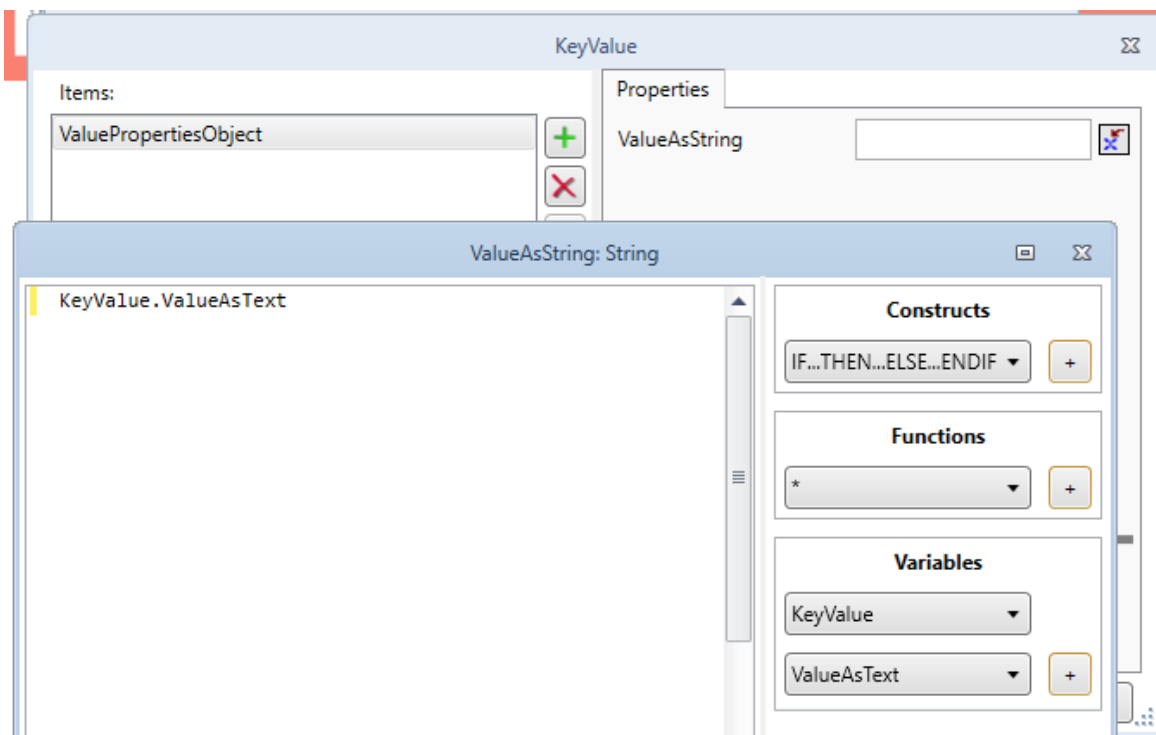 KeyValue
Items:
ValuePropertiesObject
Properties
ValueAsString
ValueAsString: String
KeyValue.ValueAsText
Constructs
IF...THEN...ELSE...ENDIF
+
Functions
*
+
Variables
KeyValue
ValueAsText
+